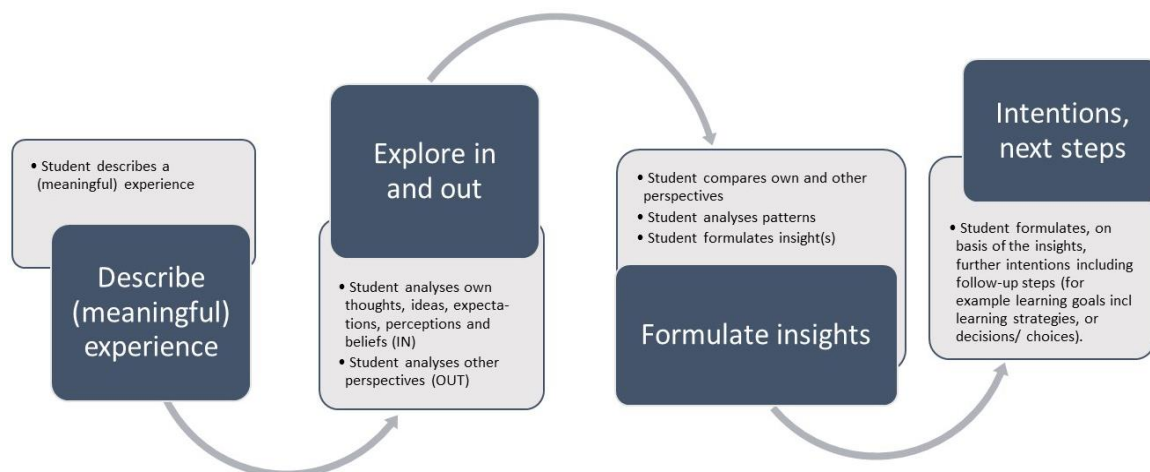 • Student describes a
(meaningful) experience
Describe
(meaningful)
experience
Explore in
and out
• Student analyses own
thoughts, ideas, expecta-
tions, perceptions and
beliefs (IN)
• Student analyses other
perspectives (OUT)
• Student compares own and other
perspectives
• Student analyses patterns
• Student formulates insight(s)
Formulate insights
Intentions,
next steps
• Student formulates, on
basis of the insights,
further intentions including
follow-up steps (for
example learning goals incl
learning strategies, or
decisions/ choices).